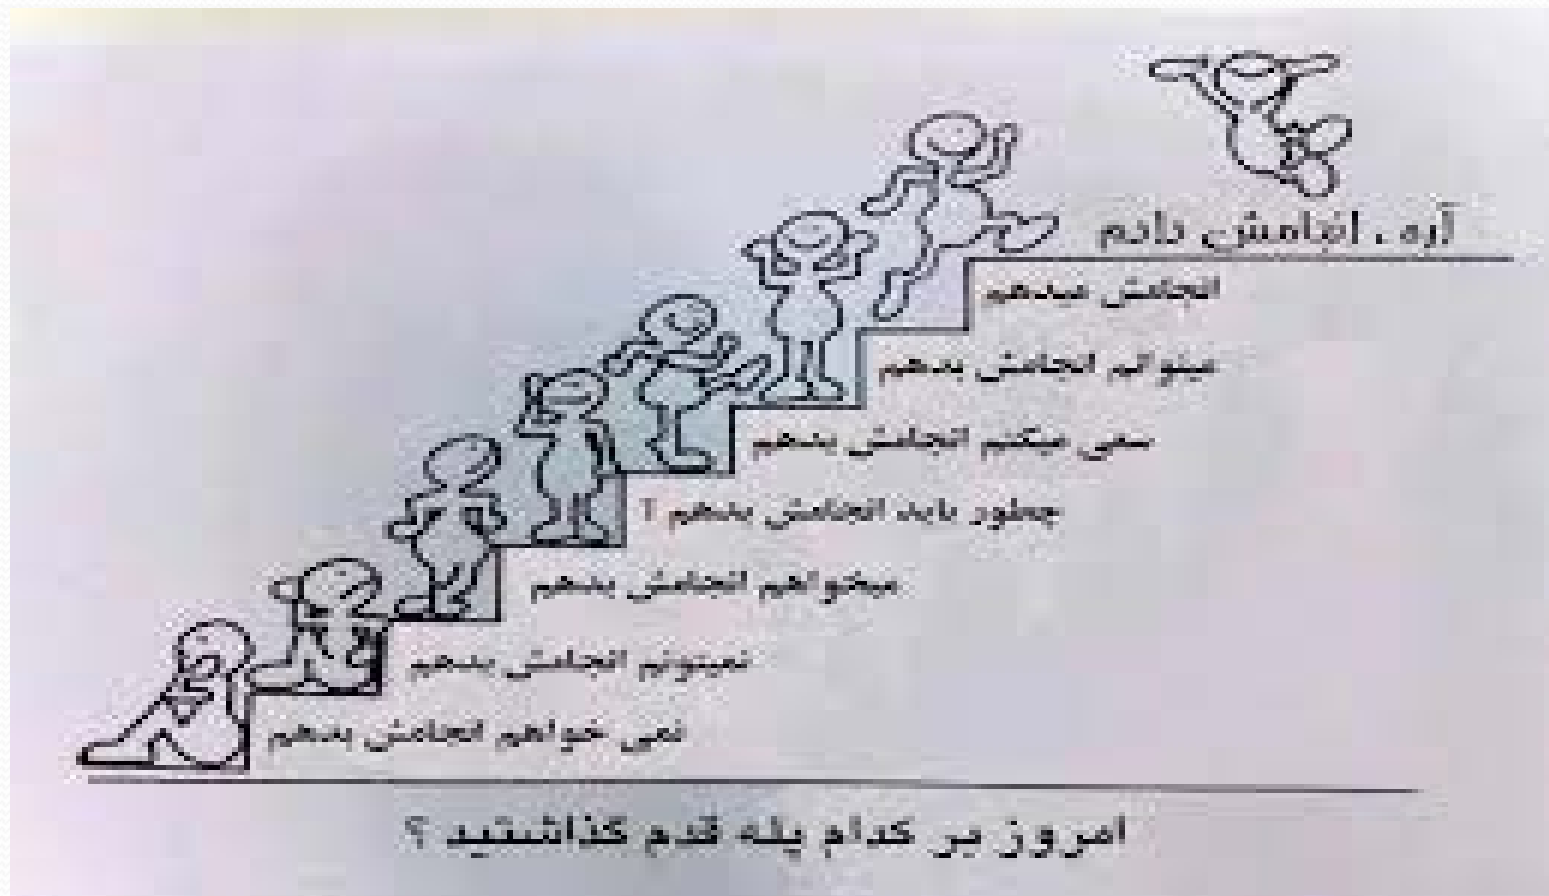 آره ، انجامش دادم
انجامش میدهم
میتوانم انجامش بدهم
سعی میکنم انجامش بدهم
چطور باید انجامش بدهم ؟
میخواهم انجامش بدهم
نمیتونم انجامش بدهم
نمی خواهم انجامش بدهم
امروز بر کدام پله قدم گذاشتید ؟